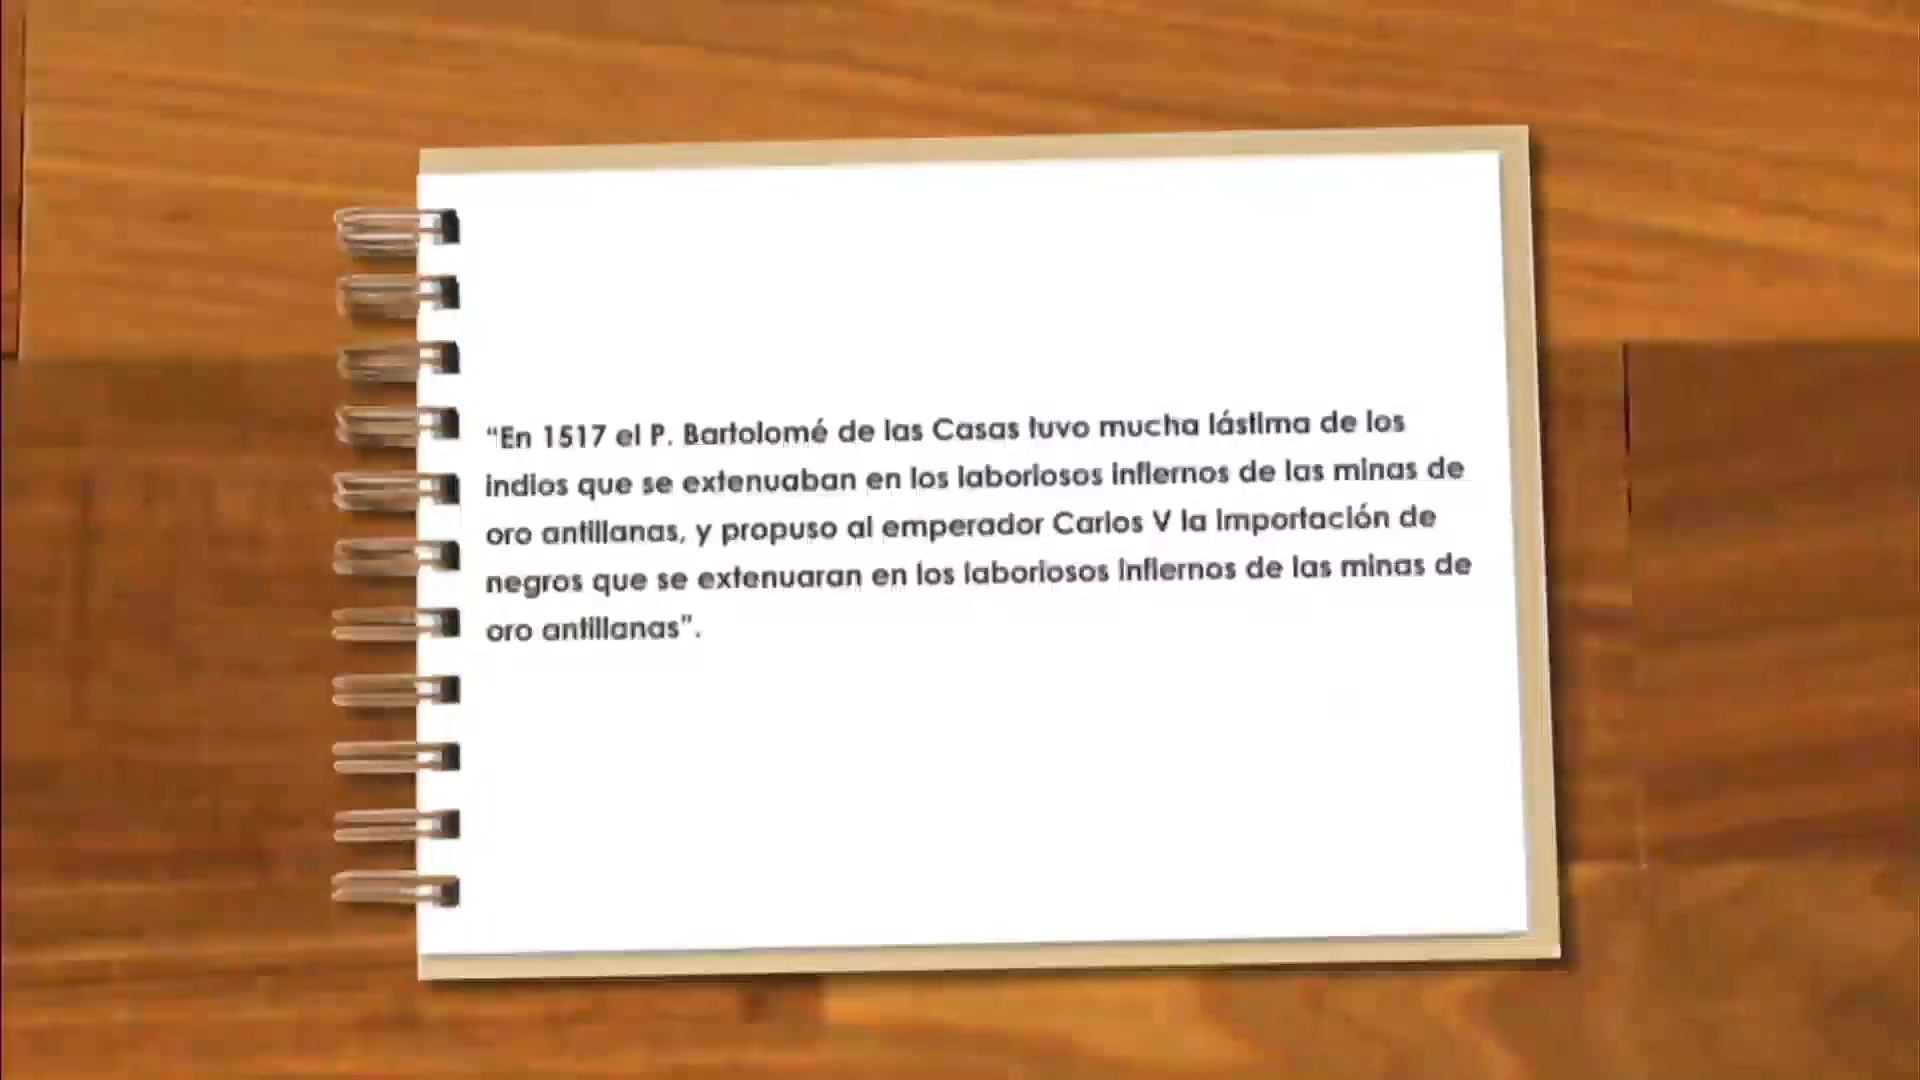 “En 1517 el P. Bartolomé de las Casas tuvo mucha lástima de los
indios que se extenuaban en los laboriosos infiernos de las minas de
oro antillanas, y propuso al emperador Carlos V la importación de
negros que se extenuaran en los laboriosos infiernos de las minas de
oro antillanas”.